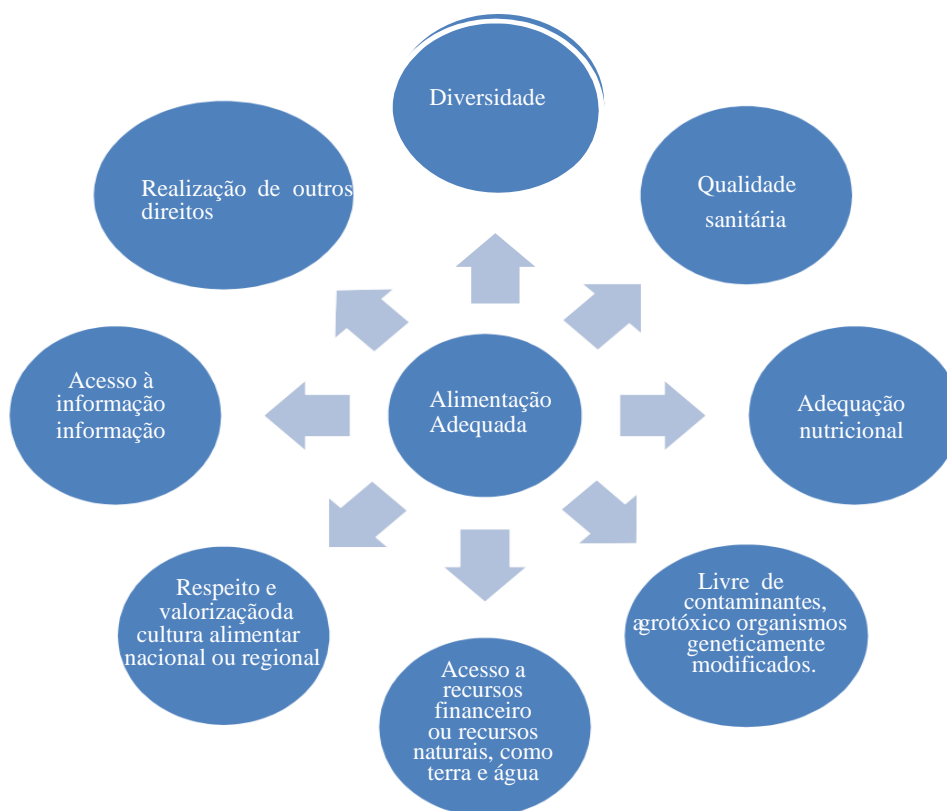 Diversidade
Qualidade
sanitária
Adequação
nutricional
Livre de
contaminantes,
agrotóxico organismos
geneticamente
modificados.
Acesso a
recursos
financeiro
ou recursos
naturais, como
terra e água
Respeito e
valorizaçãoda
cultura alimentar
nacional ou regional
Acesso à
informação
informação
Realização de outros
direitos
Alimentação
Adequada